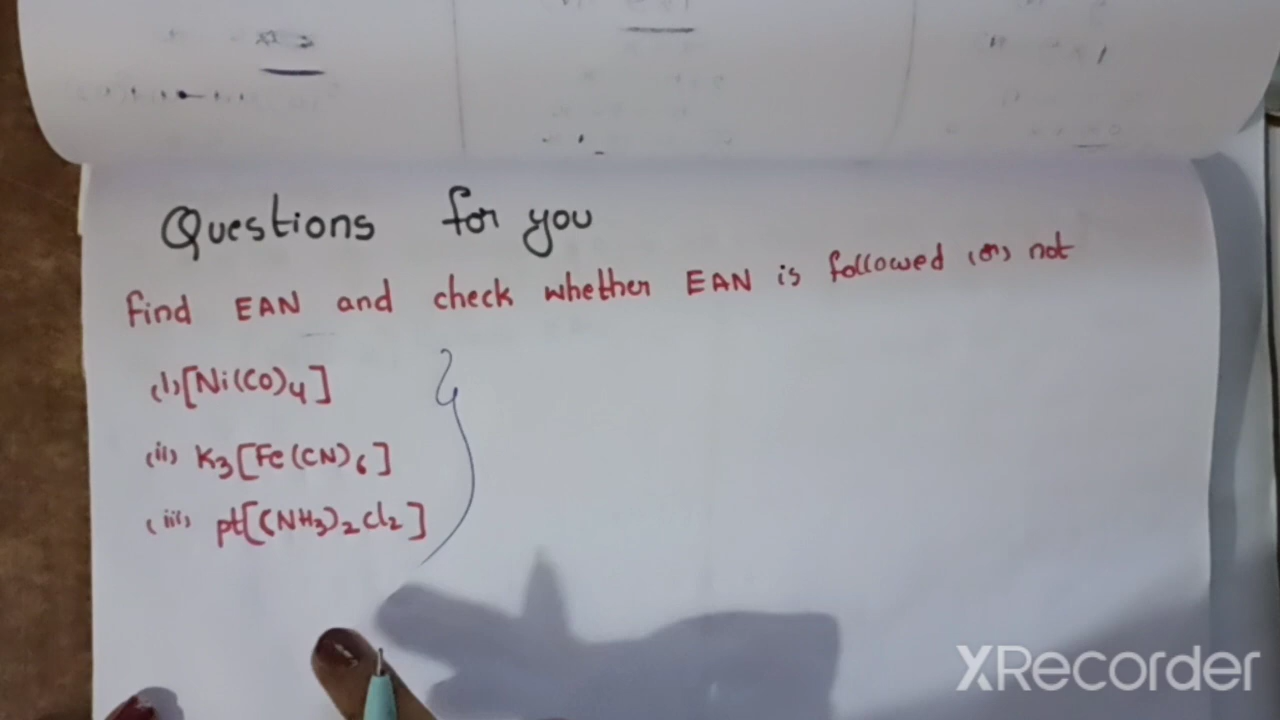 Questions for you
Find EAN and check whether EAN is followed (or) not
(i) [Ni(CO)4]
(ii) K3[Fe(CN)6]
(iii) pt[(NH3)2Cl2]
XRecorder